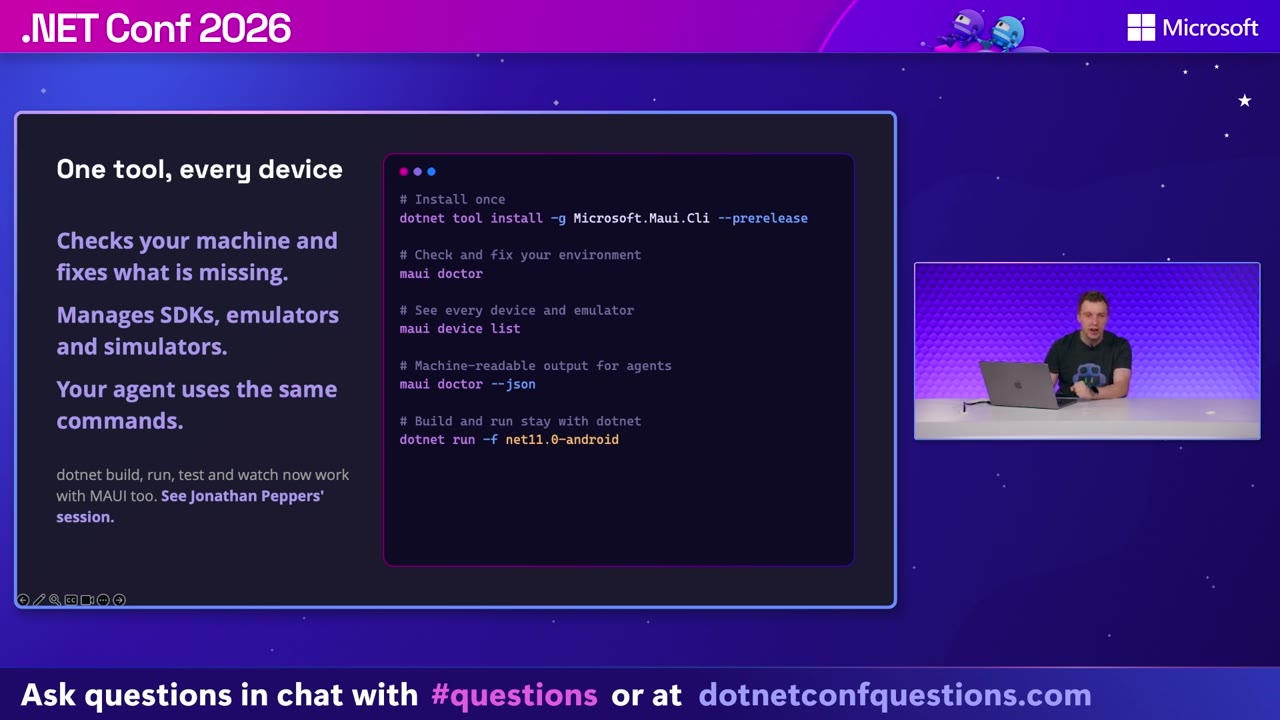 .NET Conf 2026
Microsoft
One tool, every device
Checks your machine and
fixes what is missing.
Manages SDKs, emulators
and simulators.
Your agent uses the same
commands.
dotnet build, run, test and watch now work
with MAUI too. See Jonathan Peppers'
session.
# Install once
dotnet tool install -g Microsoft.Maui.Cli --prerelease
# Check and fix your environment
maui doctor
# See every device and emulator
maui device list
# Machine-readable output for agents
maui doctor --json
# Build and run stay with dotnet
dotnet run -f net11.0-android
Ask questions in chat with #questions or at dotnetconfquestions.com